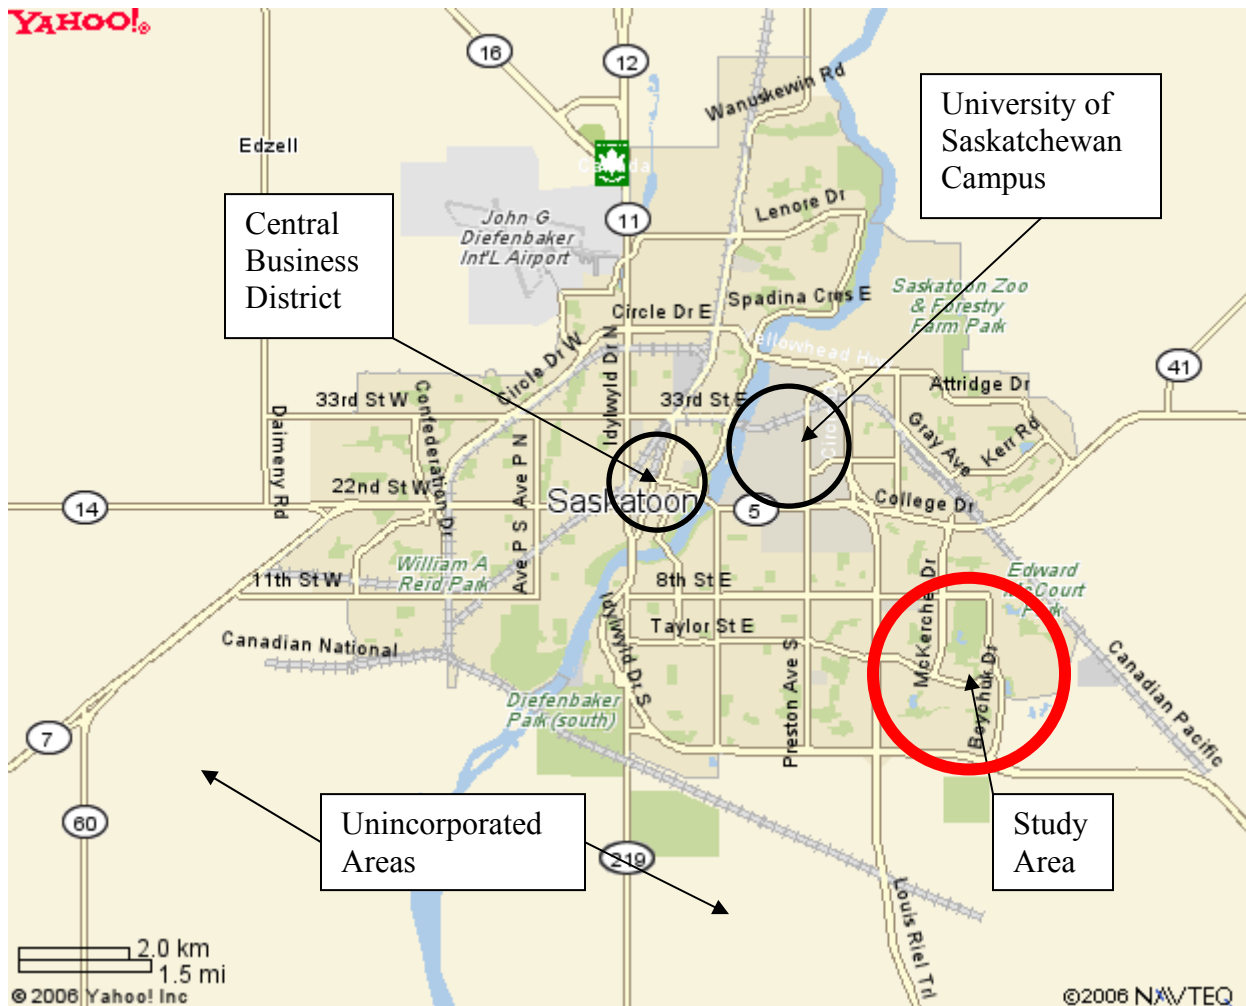 YAHOO!
16
12
Wanuskewin Rd
University of
Saskatchewan
Campus
Edzell
Canada
Central
Business
District
John G
Diefenbaker
Int'L Airport
11
Lenore Dr
Saskatoon Zoo
& Forestry
Farm Park
Spadina Cres E
Circle Dr E
Yellowhead Hw
41
Circle Dr W
Idylwyld Dr N
Attridge Dr
33rd St W
33rd St E
Confederation Dr
Dalmeny Rd
Ave P N
Circle
Gray Ave
Kerr Rd
22nd St W
Saskatoon
14
5
College Dr
William A
Reid Park
11th St W
Ave P S
8th St E
McKercher Dr
Edward
McCourt
Park
Idylwyld Dr S
Taylor St E
Canadian National
Preston Ave S
Boychuk Dr
Canadian Pacific
Diefenbaker
Park (south)
7
60
Unincorporated
Areas
219
Study
Area
Louis Riel Trl
2.0 km
1.5 mi
© 2006 Yahoo! Inc
©2006 NAVTEQ